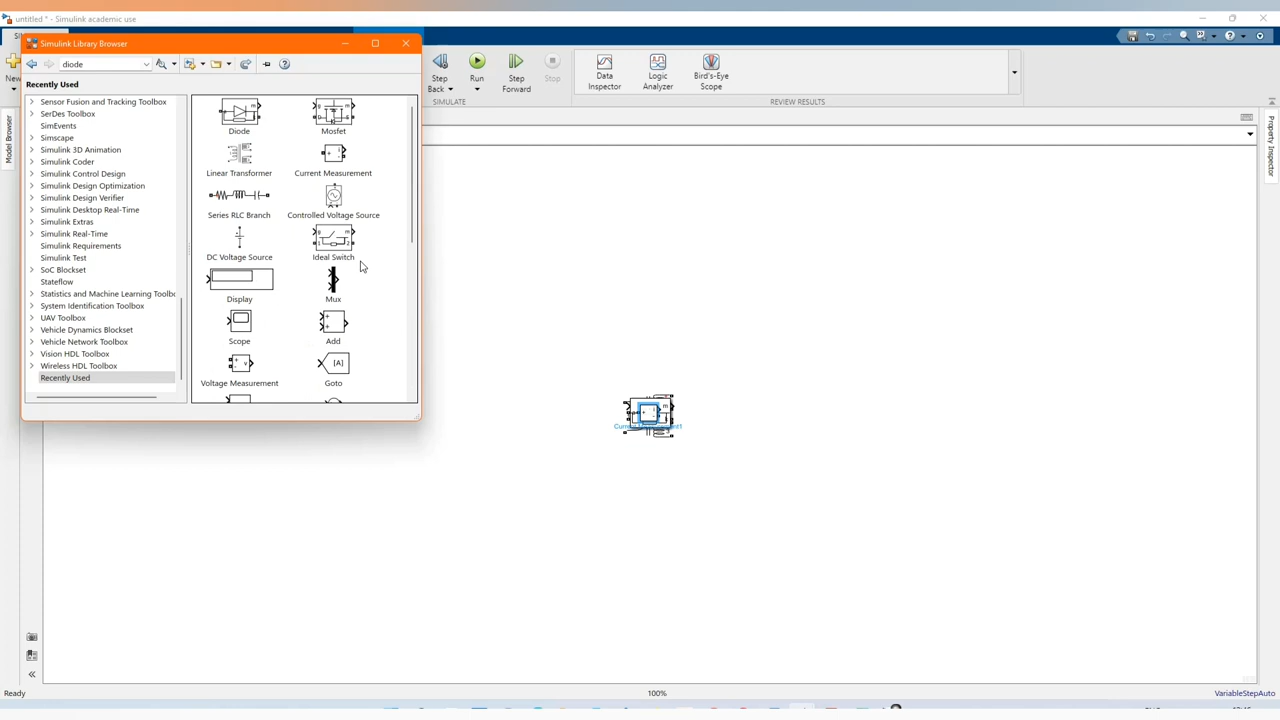 untitled * - Simulink academic use
Simulink Library Browser
diode
Recently Used
Sensor Fusion and Tracking Toolbox
SerDes Toolbox
SimEvents
Simscape
Simulink 3D Animation
Simulink Coder
Simulink Control Design
Simulink Design Optimization
Simulink Design Verifier
Simulink Desktop Real-Time
Simulink Extras
Simulink Real-Time
Simulink Requirements
Simulink Test
SoC Blockset
Stateflow
Statistics and Machine Learning Toolbo
System Identification Toolbox
UAV Toolbox
Vehicle Dynamics Blockset
Vehicle Network Toolbox
Vision HDL Toolbox
Wireless HDL Toolbox
Recently Used
Diode
Mosfet
Linear Transformer
Current Measurement
Series RLC Branch
Controlled Voltage Source
DC Voltage Source
Ideal Switch
Display
Mux
Scope
Add
[A]
Voltage Measurement
Goto
New
Step
Back
Run
Step
Forward
Stop
SIMULATE
Data
Inspector
Logic
Analyzer
Bird's-Eye
Scope
REVIEW RESULTS
Model Browser
Property Inspector
Ready
100%
VariableStepAuto